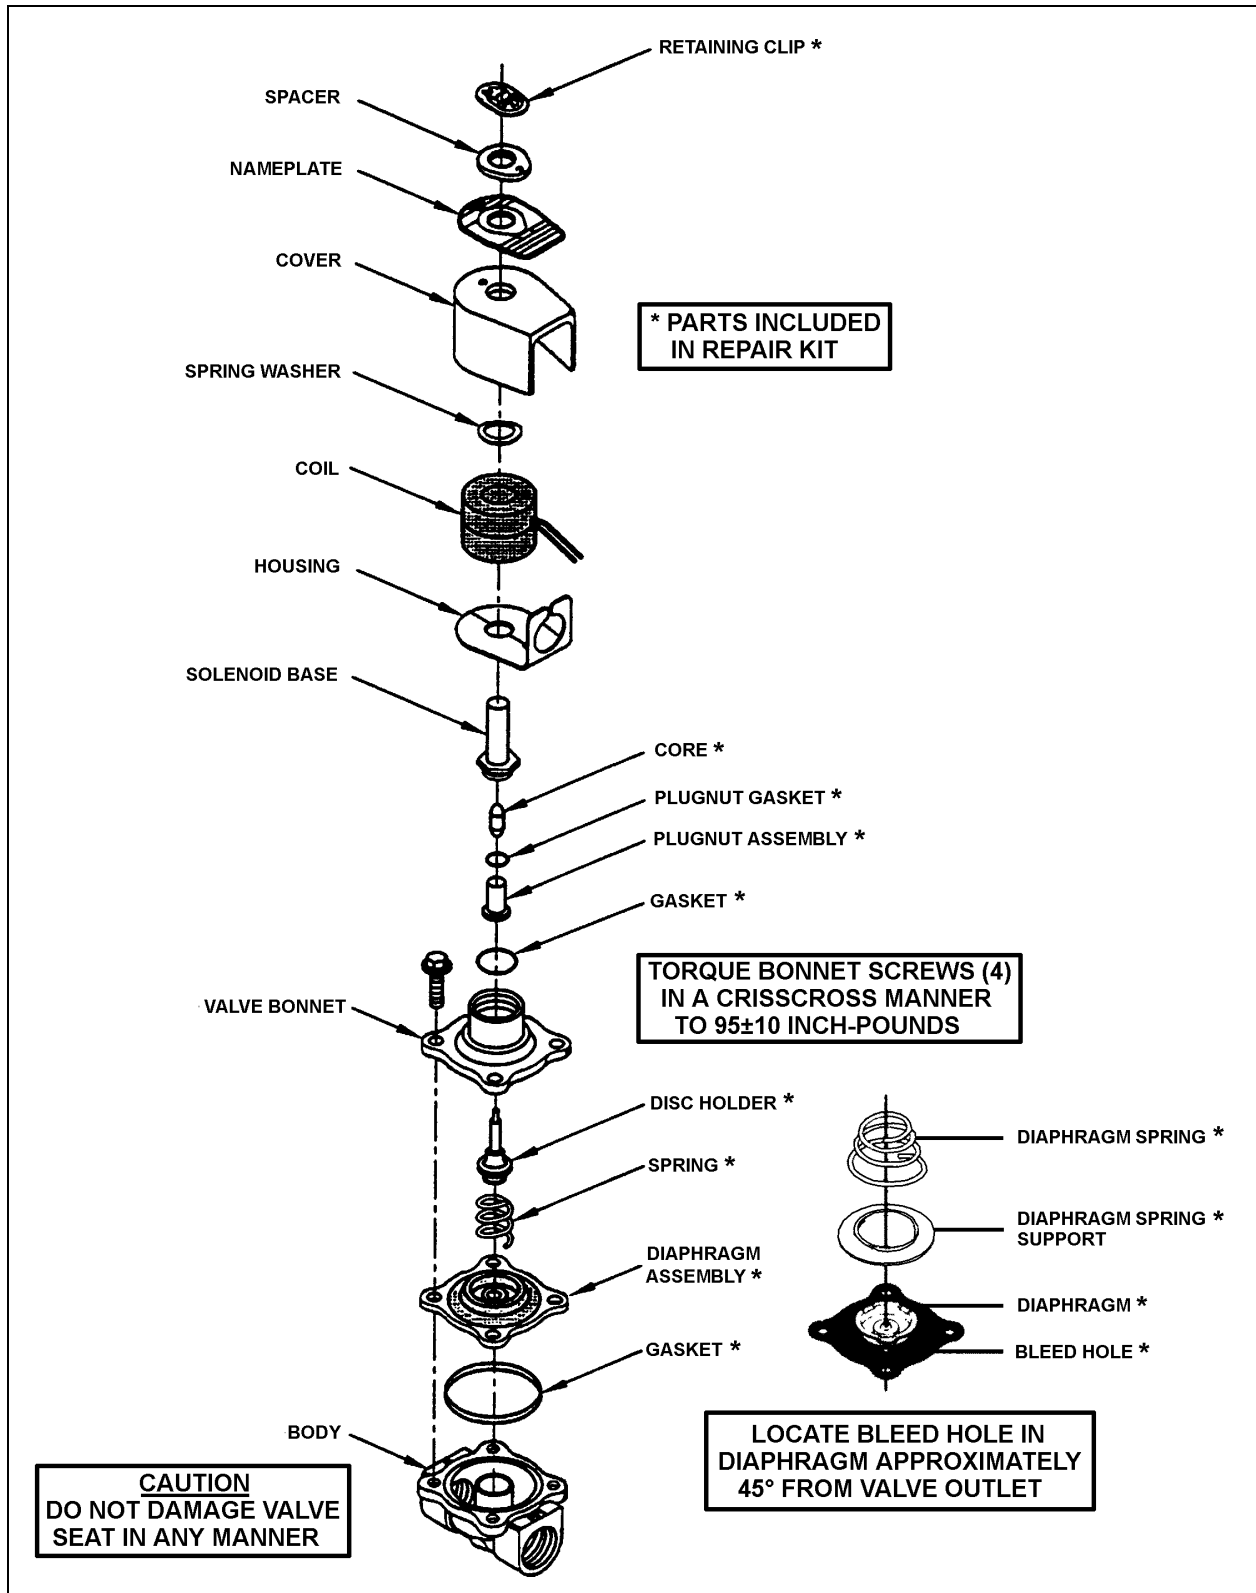 RETAINING CLIP *
SPACER
NAMEPLATE
COVER
* PARTS INCLUDED
IN REPAIR KIT
SPRING WASHER
COIL
HOUSING
SOLENOID BASE
CORE *
PLUGNUT GASKET *
PLUGNUT ASSEMBLY *
GASKET *
TORQUE BONNET SCREWS (4)
IN A CRISSCROSS MANNER
TO 95±10 INCH-POUNDS
VALVE BONNET
DISC HOLDER *
SPRING *
DIAPHRAGM
ASSEMBLY *
GASKET *
DIAPHRAGM SPRING *
DIAPHRAGM SPRING *
SUPPORT
DIAPHRAGM *
BLEED HOLE *
BODY
LOCATE BLEED HOLE IN
DIAPHRAGM APPROXIMATELY
45° FROM VALVE OUTLET
CAUTION
DO NOT DAMAGE VALVE
SEAT IN ANY MANNER